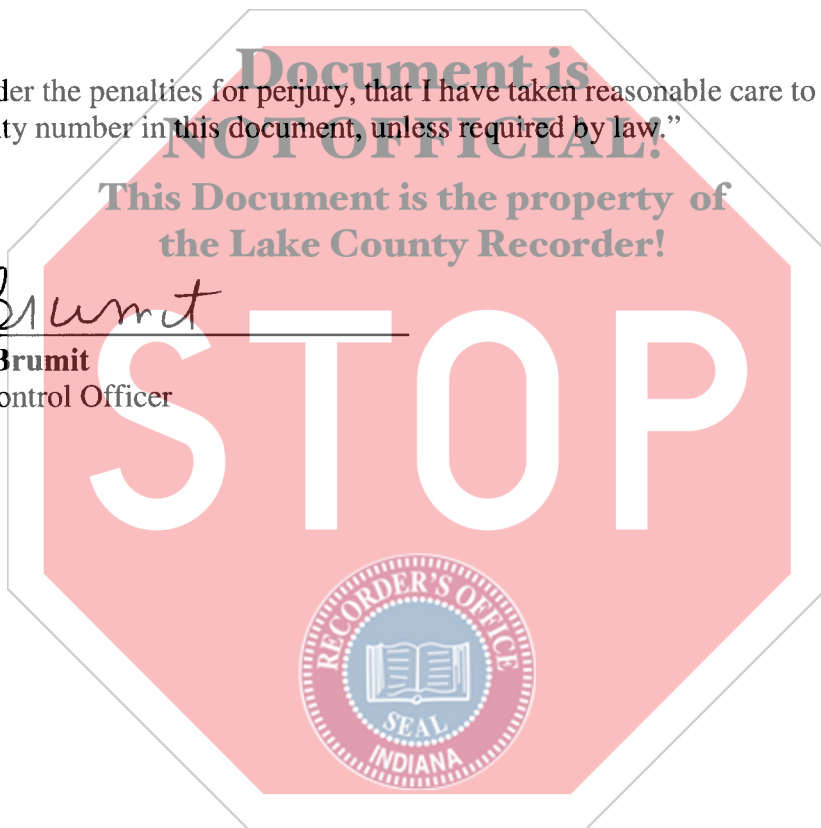 Document is
der the penalties for perjury, that I have taken reasonable care to
ty number in this document, unless required by law.”
NOT OFFICIAL!
This Document is the property of
the Lake County Recorder!
Brumit
Brumit
ontrol Officer
STOP
RECORDER'S OFFICE
SEAL
INDIANA